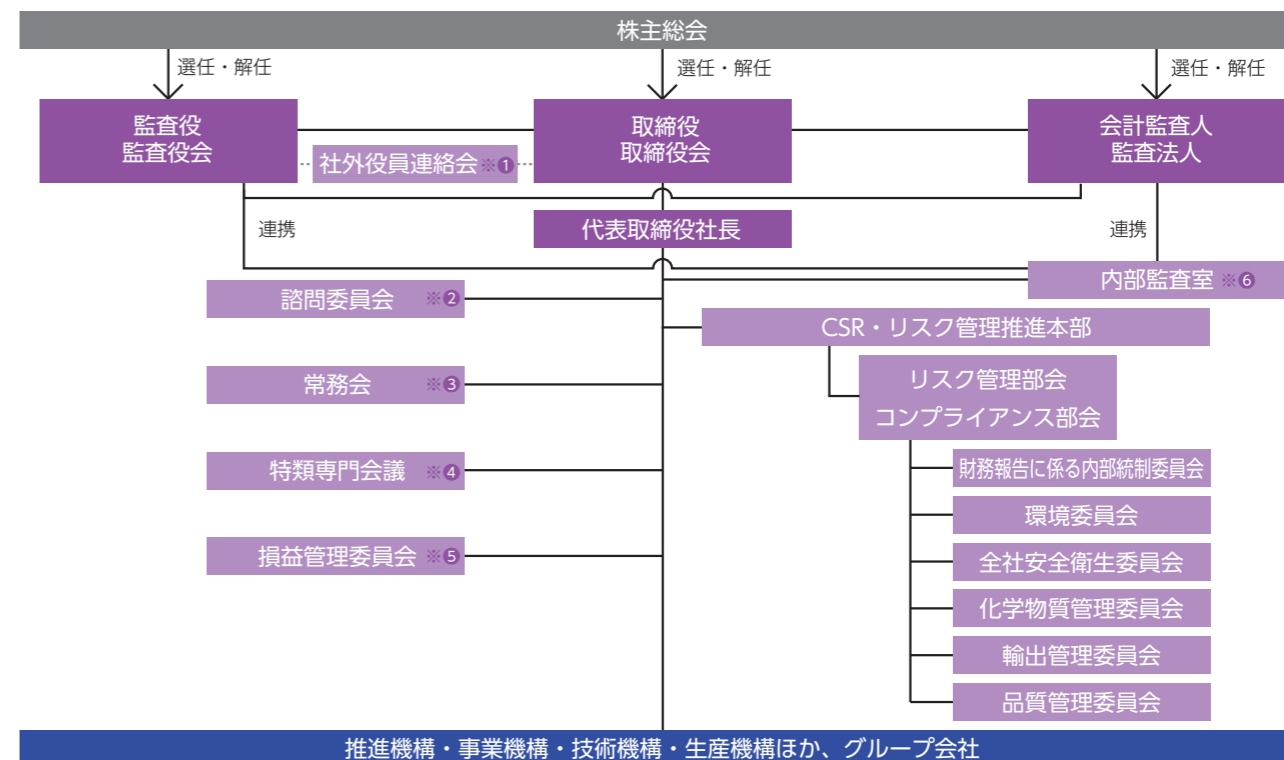 株主総会
選任・解任
選任・解任
選任・解任
監査役
監査役会
取締役
取締役会
会計監査人
監査法人
社外役員連絡会※❶
連携
代表取締役社長
連携
内部監査室※❻
諮問委員会 ※❷
CSR・リスク管理推進本部
常務会 ※❸
リスク管理部会
コンプライアンス部会
特類専門会議 ※❹
財務報告に係る内部統制委員会
環境委員会
損益管理委員会 ※❺
全社安全衛生委員会
化学物質管理委員会
輸出管理委員会
品質管理委員会
推進機構・事業機構・技術機構・生産機構ほか、グループ会社